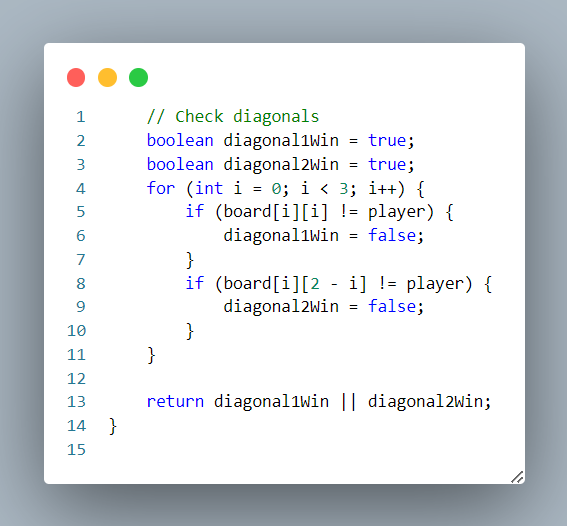 1 // Check diagonals
2 boolean diagonal1Win = true;
3 boolean diagonal2Win = true;
4 for (int i = 0; i < 3; i++) {
5 if (board[i][i] != player) {
6 diagonal1Win = false;
7 }
8 if (board[i][2 - i] != player) {
9 diagonal2Win = false;
10 }
11 }
12
13 return diagonal1Win || diagonal2Win;
14 }
15